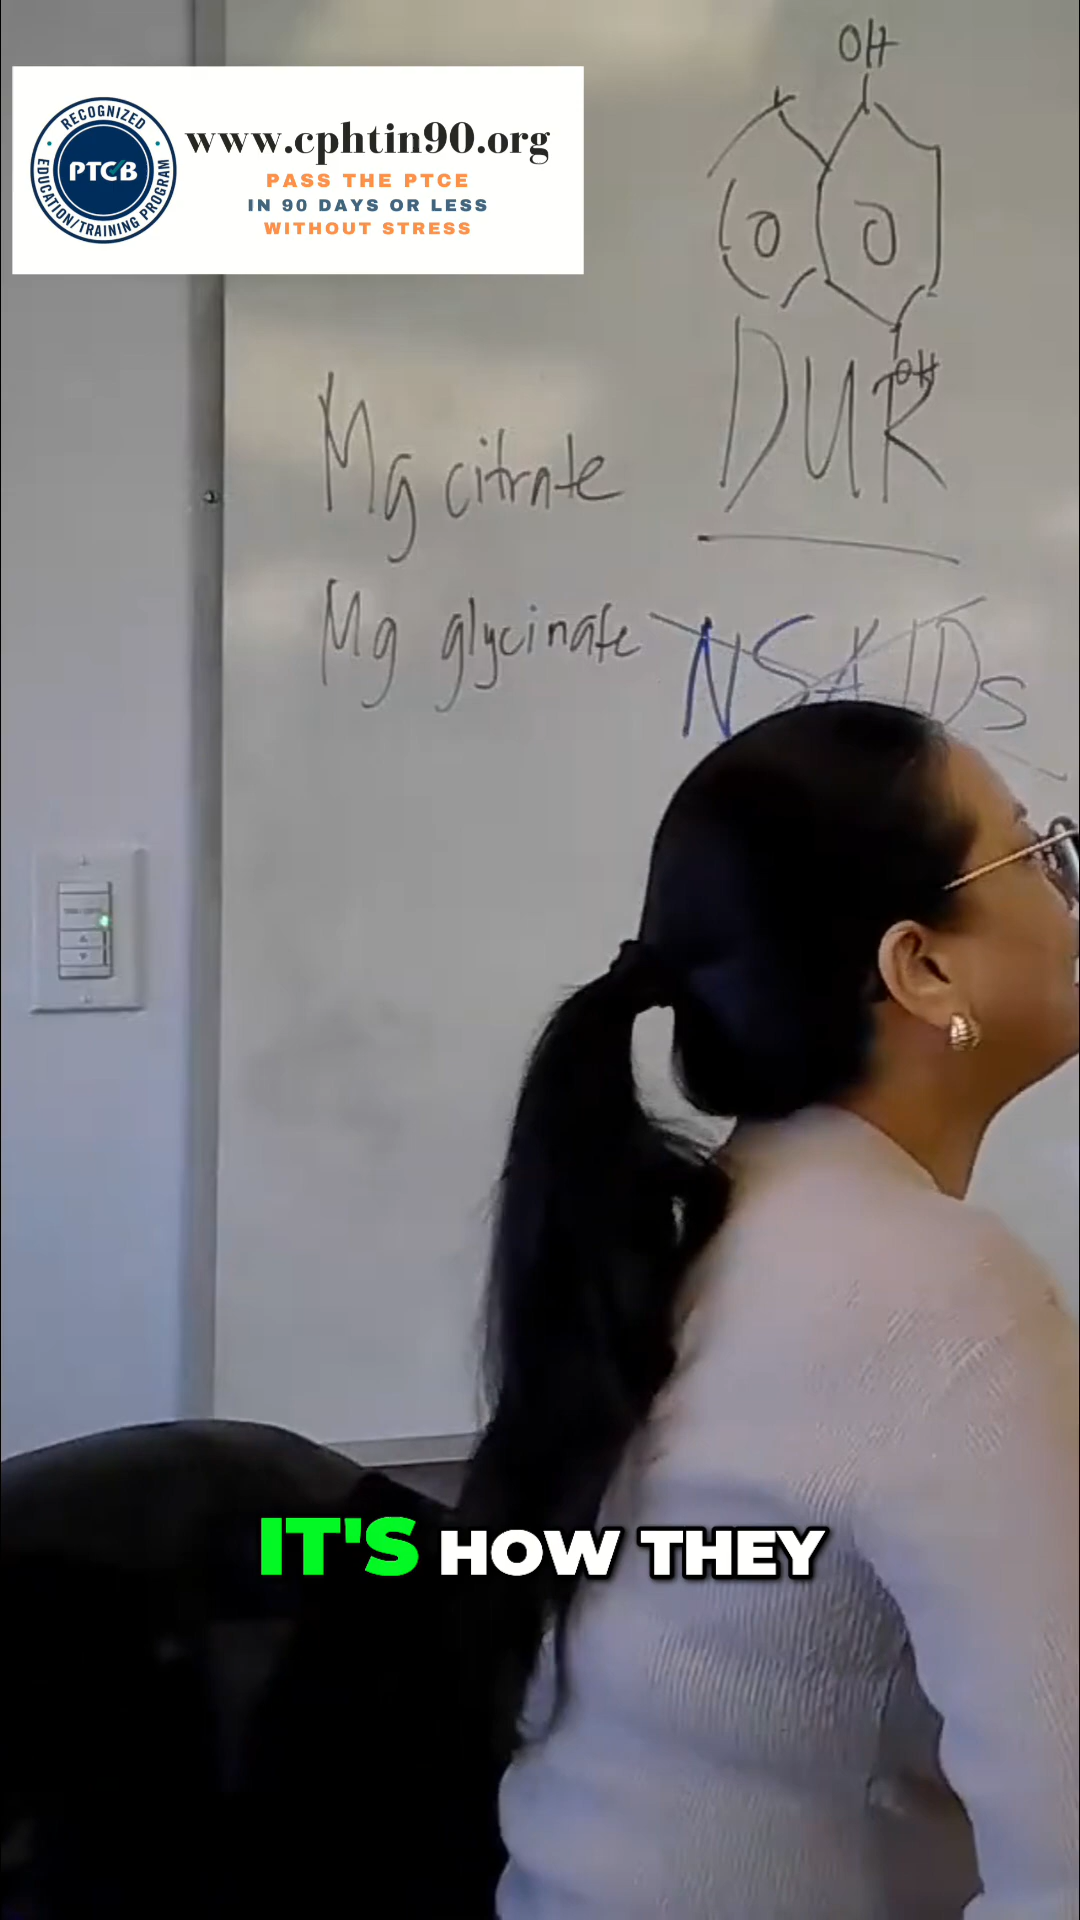 RECOGNIZED
PTCB
EDUCATION/TRAINING PROGRAM
www.cphtin90.org
PASS THE PTCE
IN 90 DAYS OR LESS
WITHOUT STRESS
OH
O O
OH
DUR
Mg citrate
Mg glycinate
NSAIDs
IT'S HOW THEY